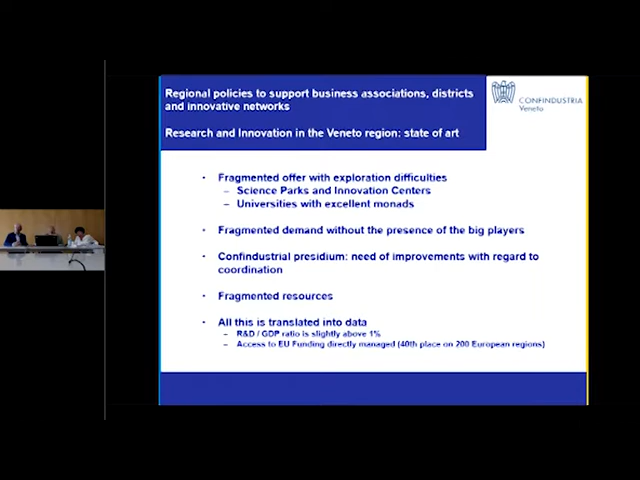 Regional policies to support business associations, districts
and innovative networks
Research and Innovation in the Veneto region: state of art
CONFINDUSTRIA
Veneto
• Fragmented offer with exploration difficulties
– Science Parks and Innovation Centers
– Universities with excellent monads
• Fragmented demand without the presence of the big players
• Confindustrial presidium: need of improvements with regard to
coordination
• Fragmented resources
• All this is translated into data
– R&D / GDP ratio is slightly above 1%
– Access to EU Funding directly managed (40th place on 200 European regions)